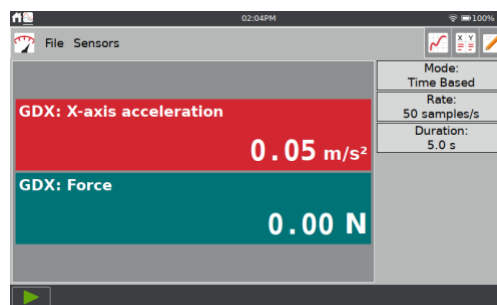 02:04PM
100%
File Sensors
X Y
Mode:
Time Based
Rate:
50 samples/s
Duration:
5.0 s
GDX: X-axis acceleration
0.05 m/s²
GDX: Force
0.00 N